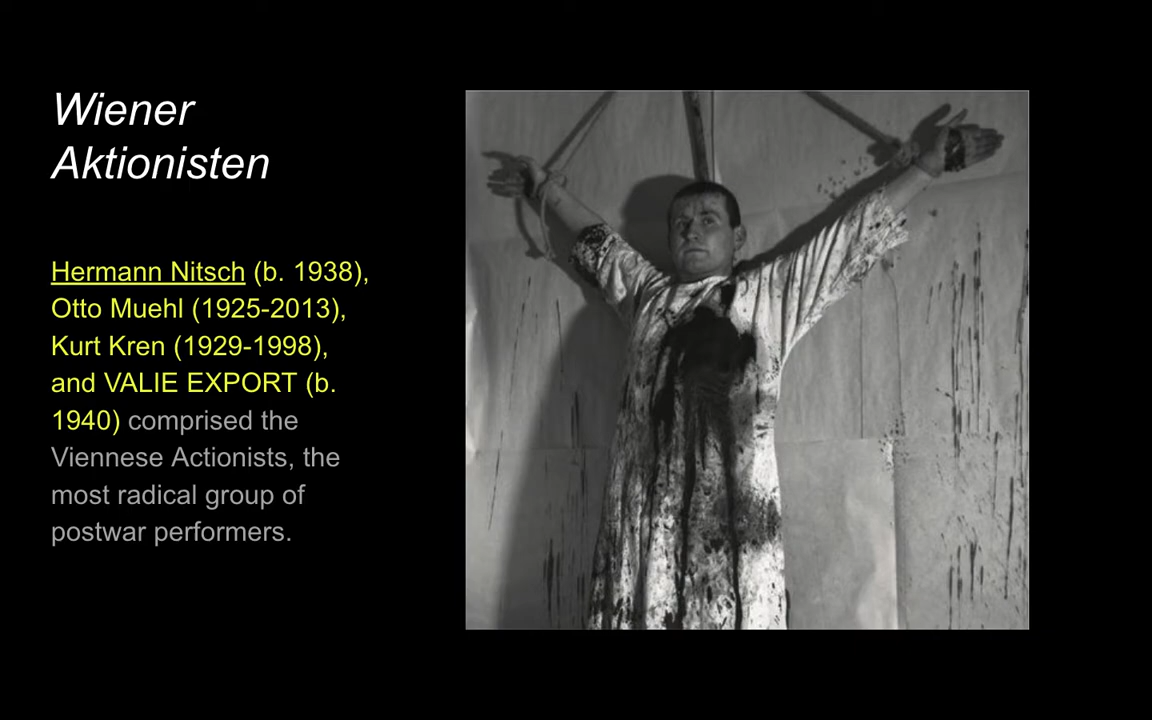 Wiener
Aktionisten
Hermann Nitsch (b. 1938),
Otto Muehl (1925-2013),
Kurt Kren (1929-1998),
and VALIE EXPORT (b.
1940) comprised the
Viennese Actionists, the
most radical group of
postwar performers.